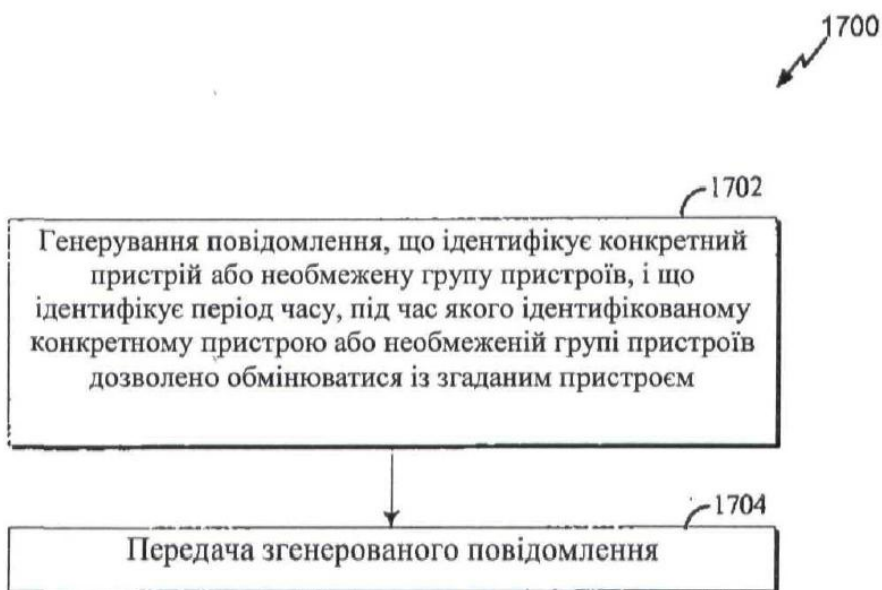 1700
1702
Генерування повідомлення, що ідентифікує конкретний
пристрій або необмежену групу пристроїв, і що
ідентифікує період часу, під час якого ідентифікованому
конкретному пристрою або необмеженій групі пристроїв
дозволено обмінюватися із згаданим пристроєм
1704
Передача згенерованого повідомлення